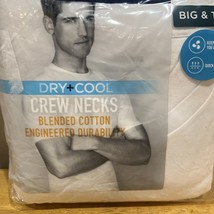 BIG & T
DRY+COOL
CREW NECKS
BLENDED COTTON
ENGINEERED DURABILITY